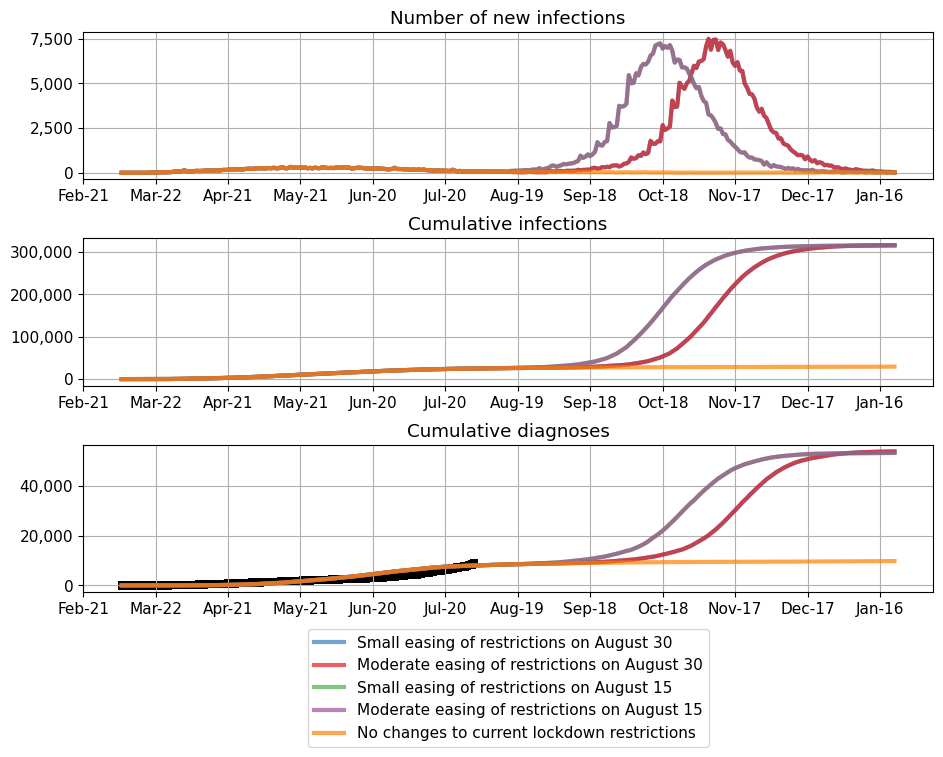 Number of new infections
7,500
5,000
2,500
0
Feb-21 Mar-22 Apr-21 May-21 Jun-20 Jul-20 Aug-19 Sep-18 Oct-18 Nov-17 Dec-17 Jan-16
Cumulative infections
300,000
200,000
100,000
0
Feb-21 Mar-22 Apr-21 May-21 Jun-20 Jul-20 Aug-19 Sep-18 Oct-18 Nov-17 Dec-17 Jan-16
Cumulative diagnoses
40,000
20,000
0
Feb-21 Mar-22 Apr-21 May-21 Jun-20 Jul-20 Aug-19 Sep-18 Oct-18 Nov-17 Dec-17 Jan-16
Small easing of restrictions on August 30
Moderate easing of restrictions on August 30
Small easing of restrictions on August 15
Moderate easing of restrictions on August 15
No changes to current lockdown restrictions